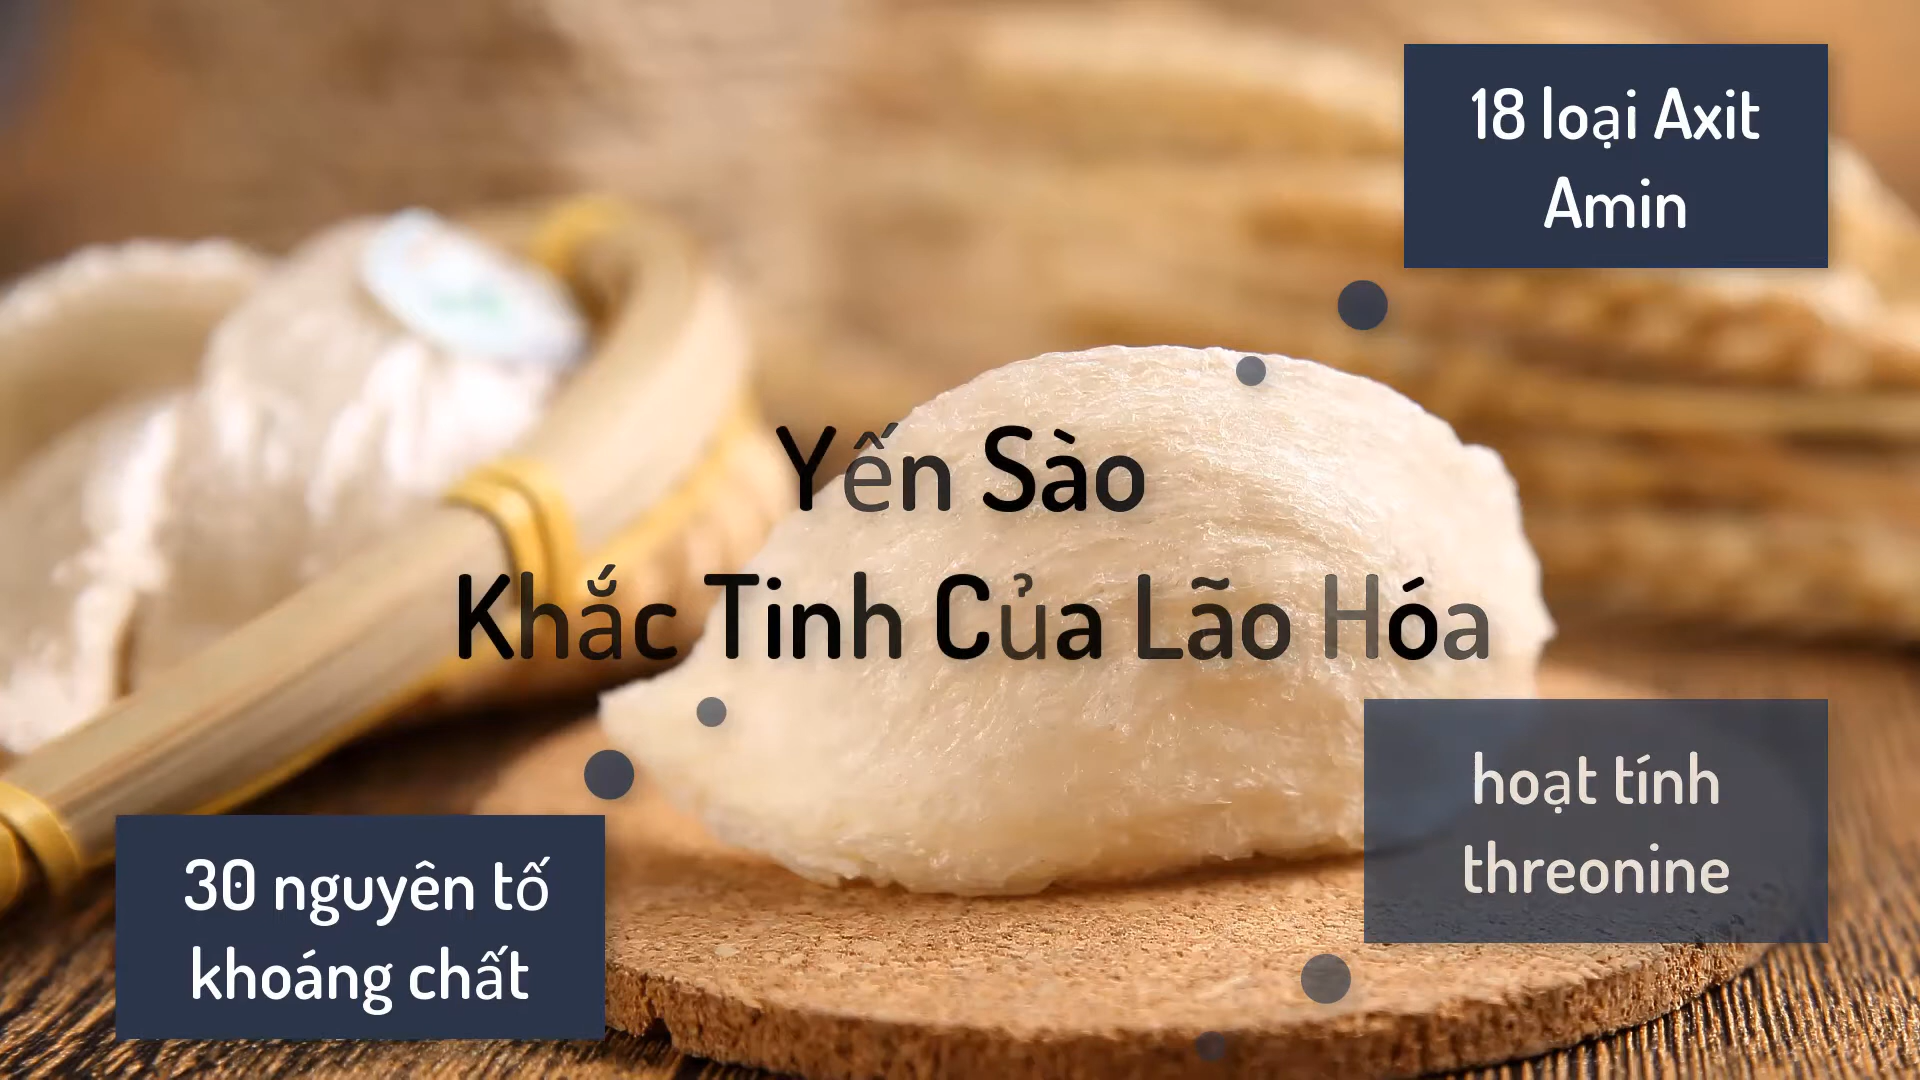 18 loại Axit
Amin
Yến Sào
Khắc Tinh Của Lão Hóa
hoạt tính
threonine
30 nguyên tố
khoáng chất